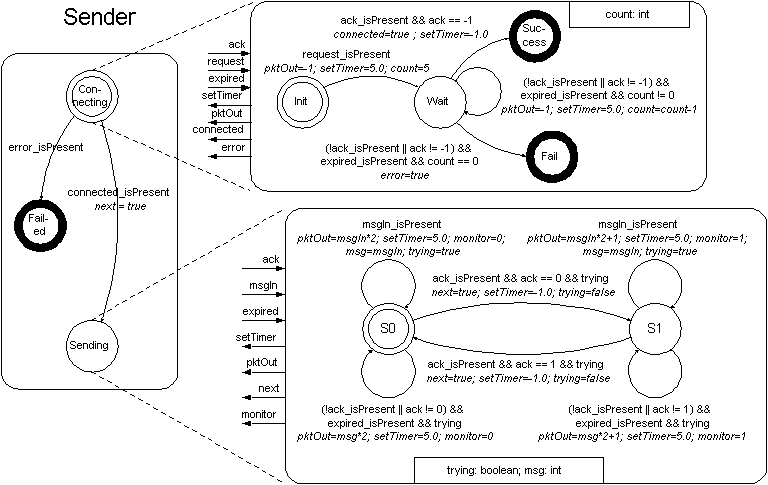 Sender
Con-
necting
error_isPresent
connected_isPresent
next = true
Fail-
ed
Sending
count: int
ack_isPresent && ack == -1
connected=true ; setTimer=–1.0
Suc-
cess
ack
request
expired
setTimer
pktOut
connected
error
request_isPresent
pktOut=–1; setTimer=5.0; count=5
Init
Wait
(!ack_isPresent || ack != -1) &&
expired_isPresent && count != 0
pktOut=–1; setTimer=5.0; count=count-1
(!ack_isPresent || ack != -1) &&
expired_isPresent && count == 0
error=true
Fail
msgIn_isPresent
pktOut=msgIn*2; setTimer=5.0; monitor=0;
msg=msgIn; trying=true
msgIn_isPresent
pktOut=msgIn*2+1; setTimer=5.0; monitor=1;
msg=msgIn; trying=true
ack
msgIn
expired
setTimer
pktOut
next
monitor
ack_isPresent && ack == 0 && trying
next=true; setTimer=–1.0; trying=false
S0
S1
ack_isPresent && ack == 1 && trying
next=true; setTimer=–1.0; trying=false
(!ack_isPresent || ack != 0) &&
expired_isPresent && trying
pktOut=msg*2; setTimer=5.0; monitor=0
(!ack_isPresent || ack != 1) &&
expired_isPresent && trying
pktOut=msg*2+1; setTimer=5.0; monitor=1
trying: boolean; msg: int